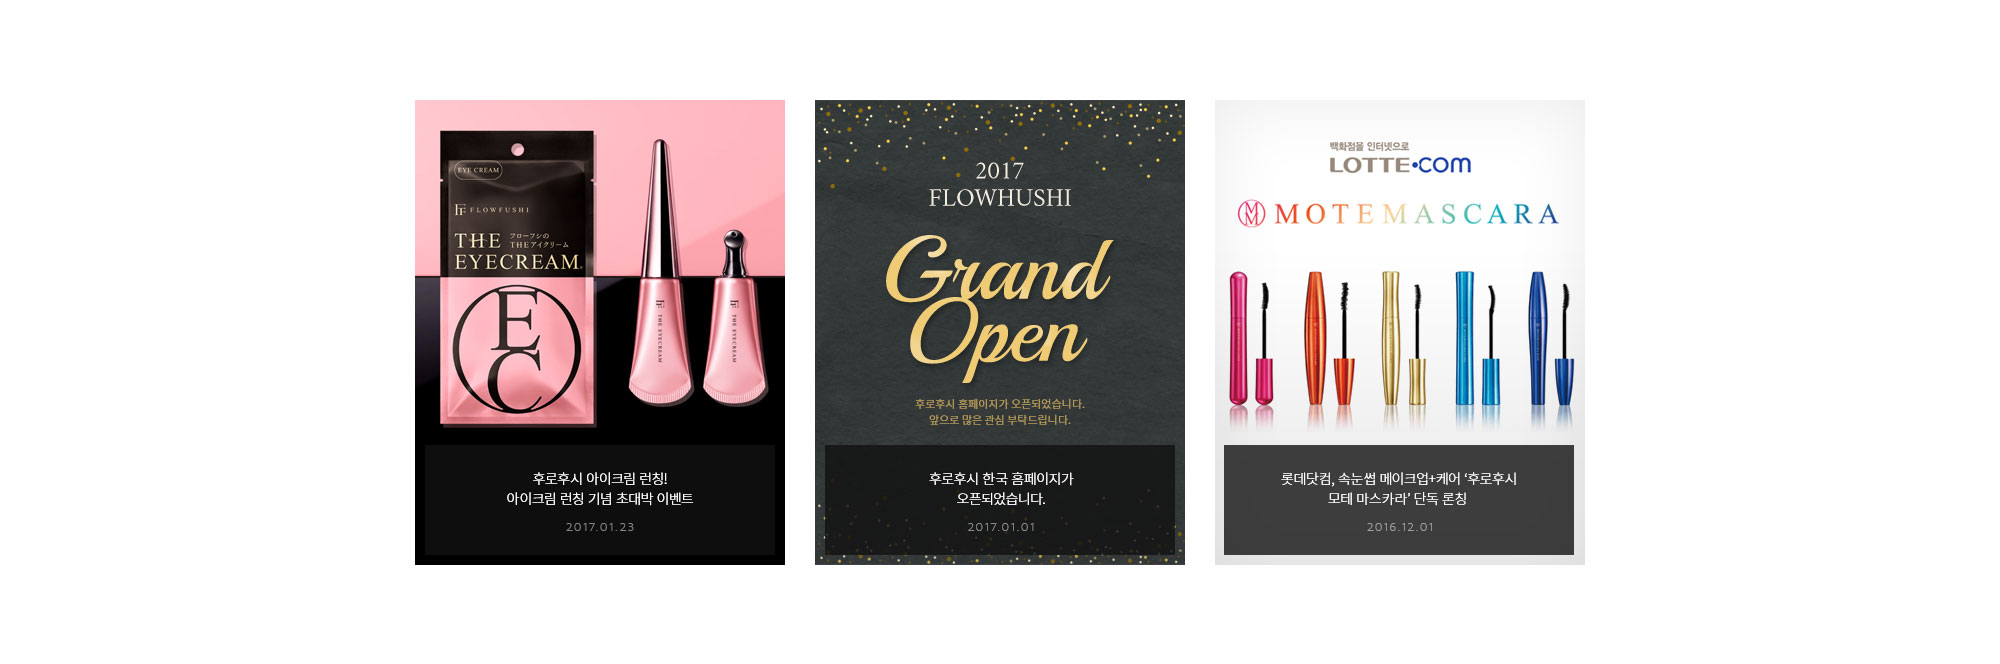 EYE CREAM
FLOWFUSHI
THE フローフシの
THEアイクリーム
EYECREAM
EC
THE EYECREAM
THE EYECREAM
후로후시 아이크림 런칭!
아이크림 런칭 기념 초대박 이벤트
2017.01.23
2017
FLOWHUSHI
Grand
Open
후로후시 홈페이지가 오픈되었습니다.
앞으로 많은 관심 부탁드립니다.
후로후시 한국 홈페이지가
오픈되었습니다.
2017.01.01
백화점을 인터넷으로
LOTTE.COM
MOTEMASCARA
롯데닷컴, 속눈썹 메이크업+케어 ‘후로후시
모테 마스카라’ 단독 론칭
2016.12.01